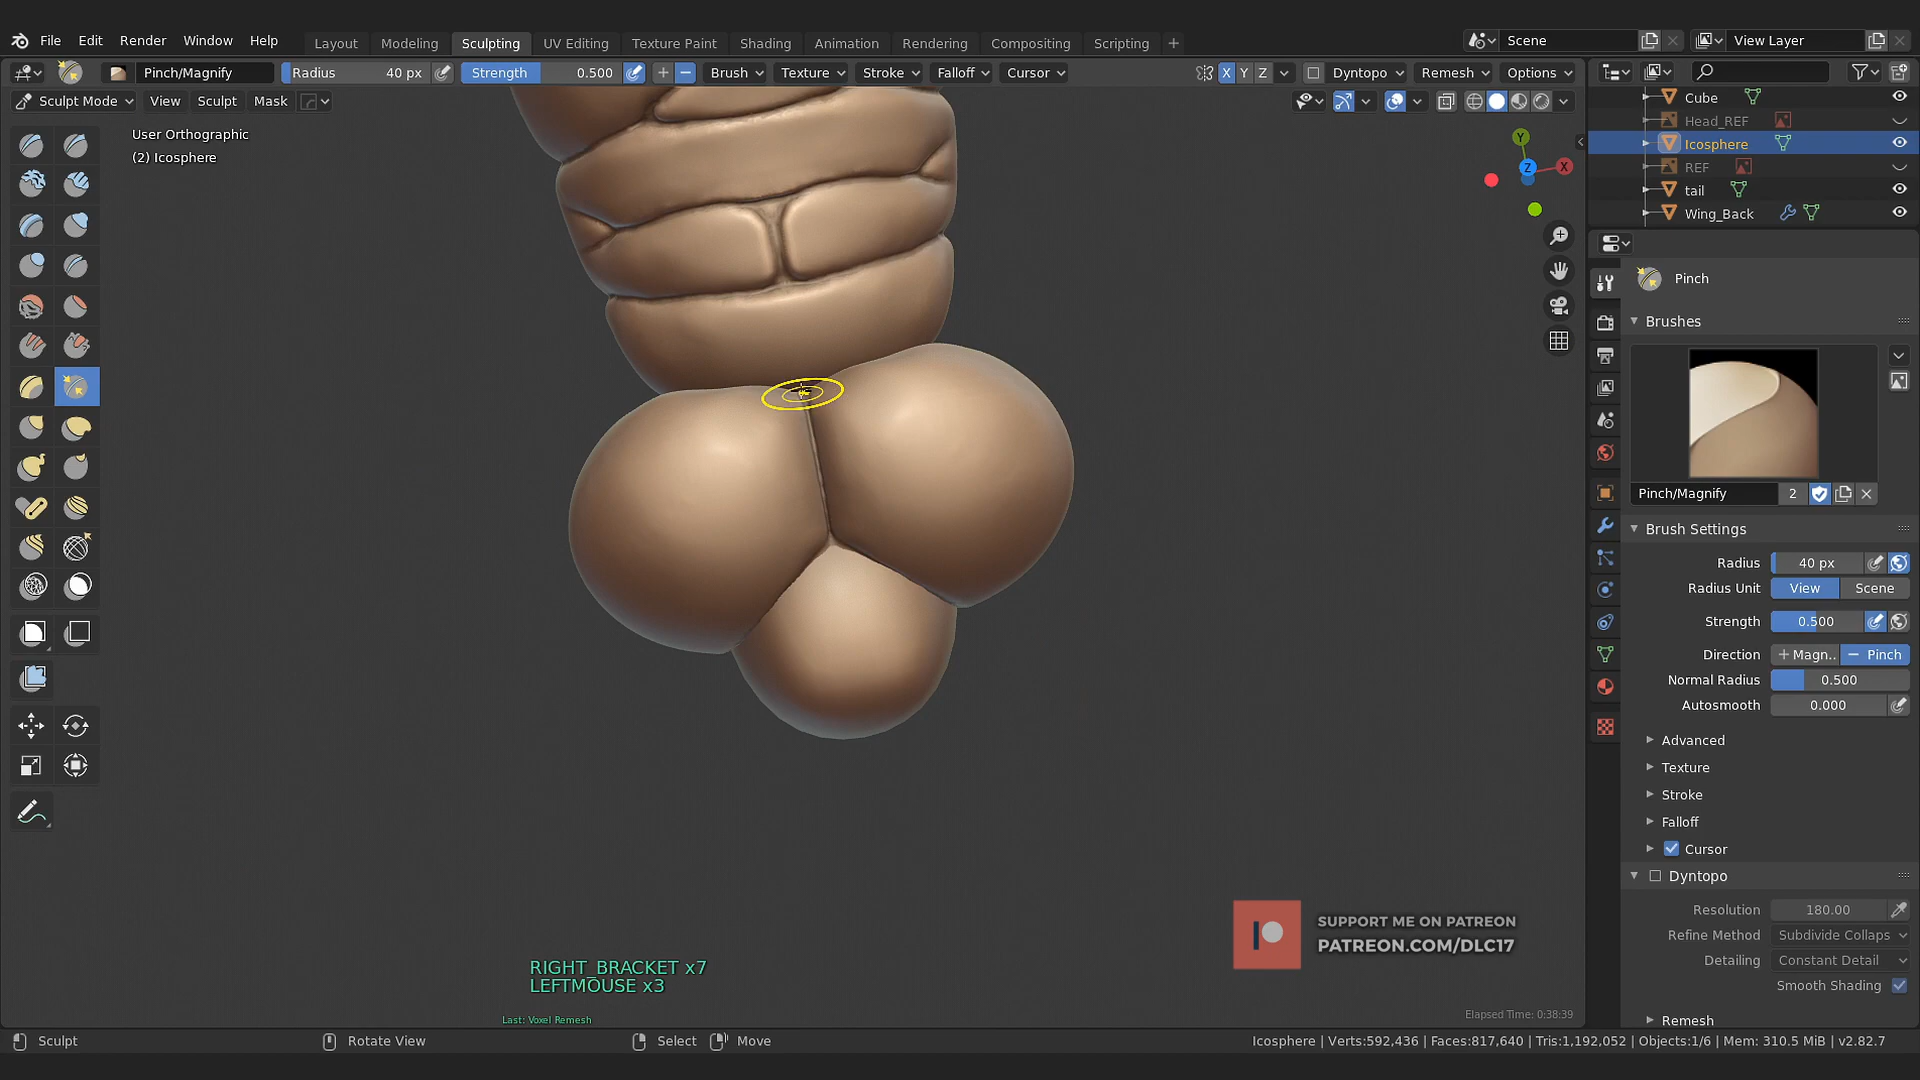 File Edit Render Window Help Layout Modeling Sculpting UV Editing Texture Paint Shading Animation Rendering Compositing Scripting Scene View Layer
Pinch/Magnify Radius 40 px Strength 0.500 Brush Texture Stroke Falloff Cursor X Y Z Dyntopo Remesh Options
Sculpt Mode View Sculpt Mask
User Orthographic
(2) Icosphere
Y
Z
X
Cube
Head_REF
Icosphere
REF
tail
Wing_Back
Pinch
Brushes
Pinch/Magnify 2
Brush Settings
Radius 40 px
Radius Unit View Scene
Strength 0.500
Direction + Magn.. − Pinch
Normal Radius 0.500
Autosmooth 0.000
Advanced
Texture
Stroke
Falloff
Cursor
Dyntopo
Resolution 180.00
Refine Method Subdivide Collaps
Detailing Constant Detail
Smooth Shading
Remesh
SUPPORT ME ON PATREON
PATREON.COM/DLC17
RIGHT_BRACKET x7
LEFTMOUSE x3
Last: Voxel Remesh
Elapsed Time: 0:38:39
Sculpt Rotate View Select Move Icosphere | Verts:592,436 | Faces:817,640 | Tris:1,192,052 | Objects:1/6 | Mem: 310.5 MiB | v2.82.7